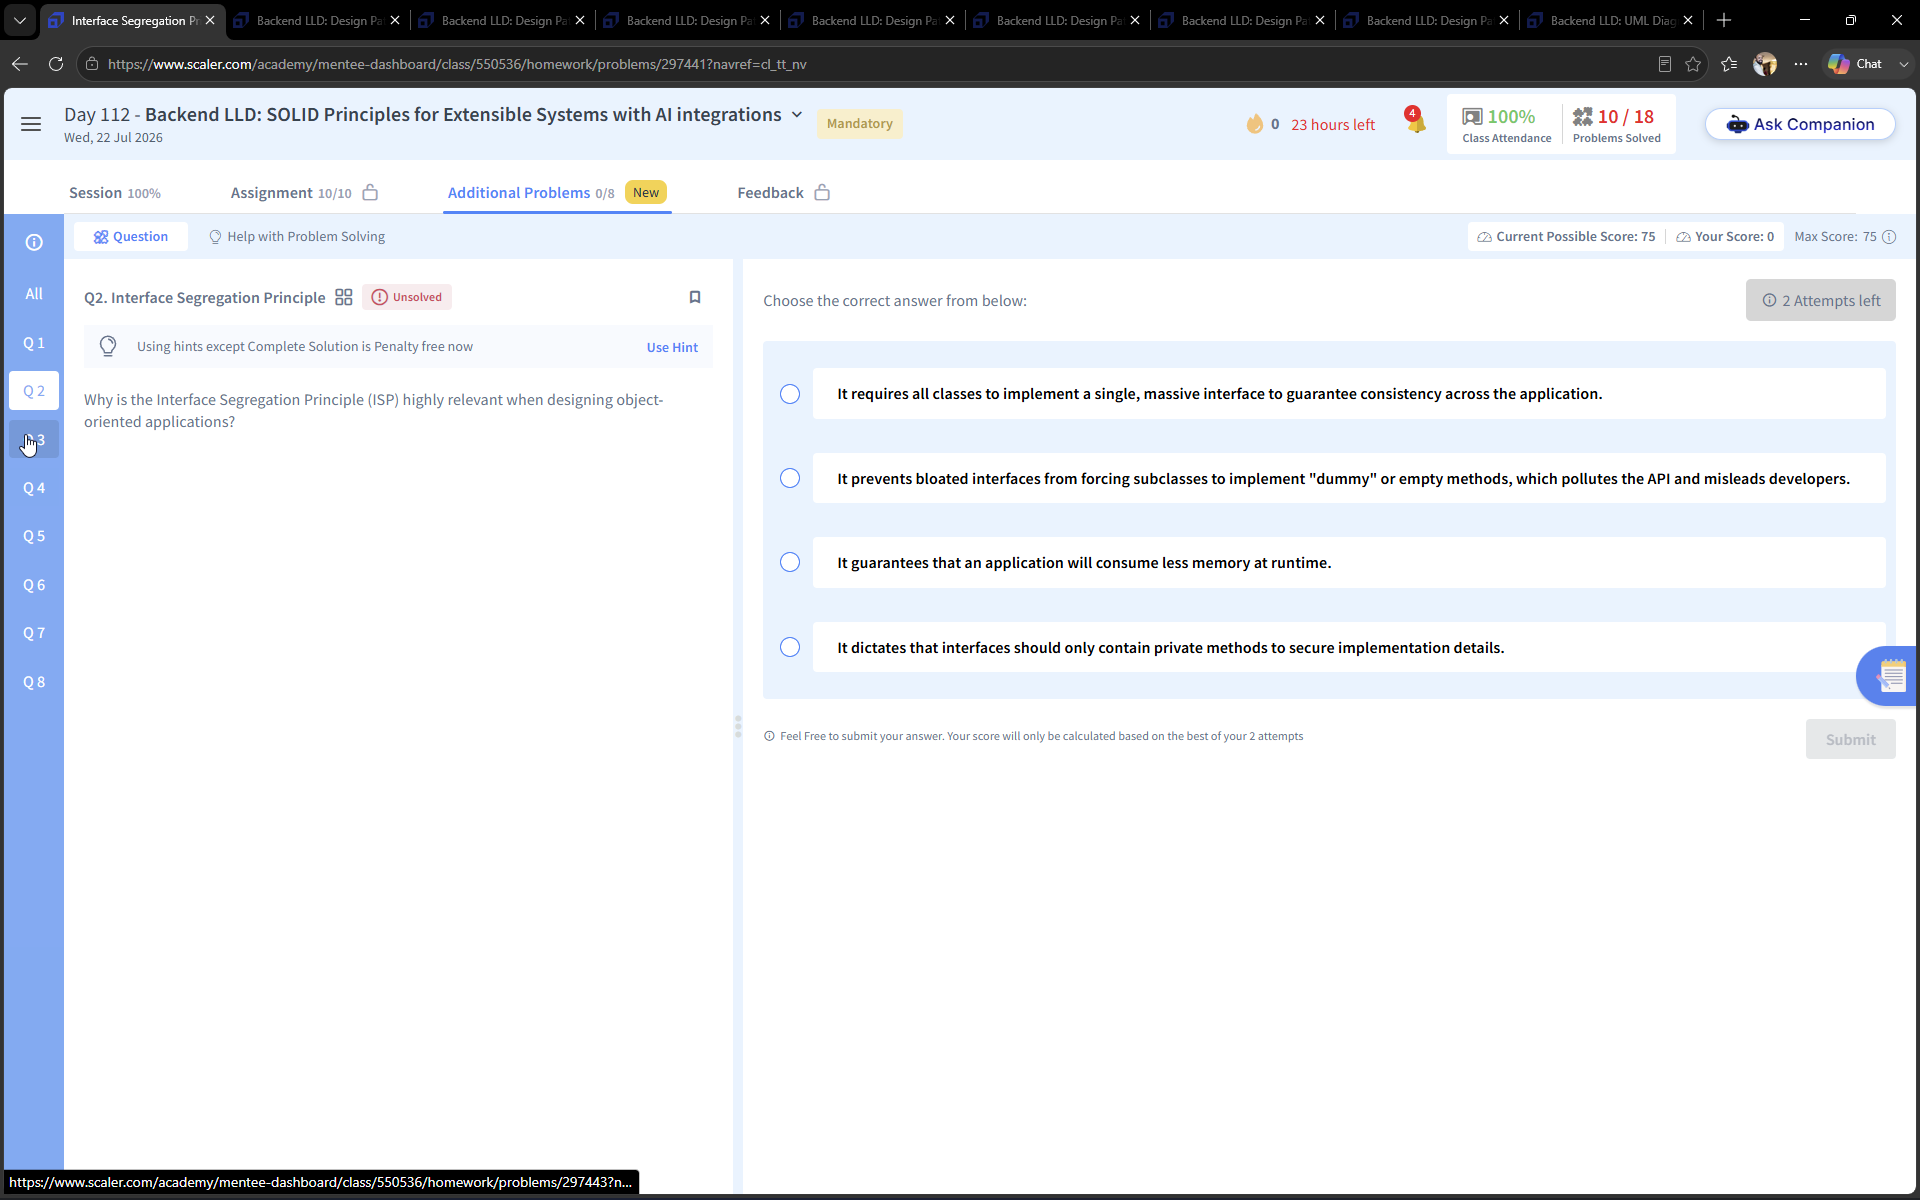 Interface Segregation Pr
Backend LLD: Design Pa
Backend LLD: Design Pa
Backend LLD: Design Pa
Backend LLD: Design Pa
Backend LLD: Design Pa
Backend LLD: Design Pa
Backend LLD: Design Pa
Backend LLD: UML Diag
https://www.scaler.com/academy/mentee-dashboard/class/550536/homework/problems/297441?navref=cl_tt_nv
Chat
Day 112 - Backend LLD: SOLID Principles for Extensible Systems with AI integrations
Mandatory
Wed, 22 Jul 2026
0 23 hours left
4
100%
Class Attendance
10 / 18
Problems Solved
Ask Companion
Session 100%
Assignment 10/10
Additional Problems 0/8 New
Feedback
Question
Help with Problem Solving
Current Possible Score: 75
Your Score: 0
Max Score: 75
All
Q 1
Q 2
Q 3
Q 4
Q 5
Q 6
Q 7
Q 8
Q2. Interface Segregation Principle
Unsolved
Using hints except Complete Solution is Penalty free now
Use Hint
Why is the Interface Segregation Principle (ISP) highly relevant when designing object-
oriented applications?
Choose the correct answer from below:
2 Attempts left
It requires all classes to implement a single, massive interface to guarantee consistency across the application.
It prevents bloated interfaces from forcing subclasses to implement "dummy" or empty methods, which pollutes the API and misleads developers.
It guarantees that an application will consume less memory at runtime.
It dictates that interfaces should only contain private methods to secure implementation details.
Feel Free to submit your answer. Your score will only be calculated based on the best of your 2 attempts
Submit
https://www.scaler.com/academy/mentee-dashboard/class/550536/homework/problems/297443?n...